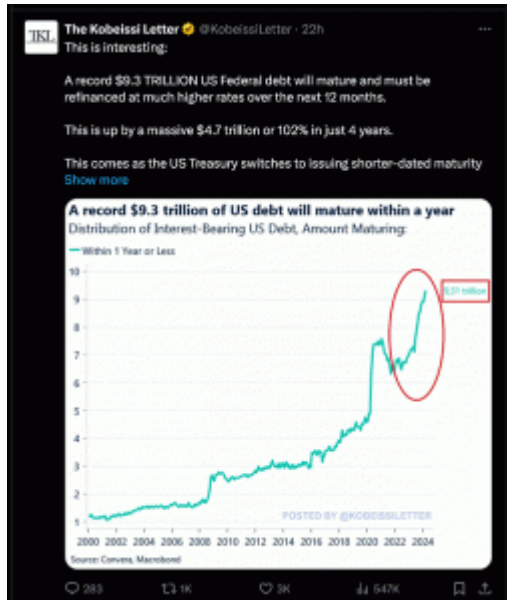 The Kobeissi Letter @KobeissiLetter · 22h
TKL
This is interesting:
A record $9.3 TRILLION US Federal debt will mature and must be
refinanced at much higher rates over the next 12 months.
This is up by a massive $4.7 trillion or 102% in just 4 years.
This comes as the US Treasury switches to issuing shorter-dated maturity
Show more
A record $9.3 trillion of US debt will mature within a year
Distribution of Interest-Bearing US Debt, Amount Maturing:
Within 1 Year or Less
10
9
trillion
8
7
6
5
4
3
2
POSTED BY @KOBEISSILETTER
1
2000 2002 2004 2006 2008 2010 2012 2014 2016 2018 2020 2022 2024
Source: Convera, Macrobond
283 1K 3K 547K